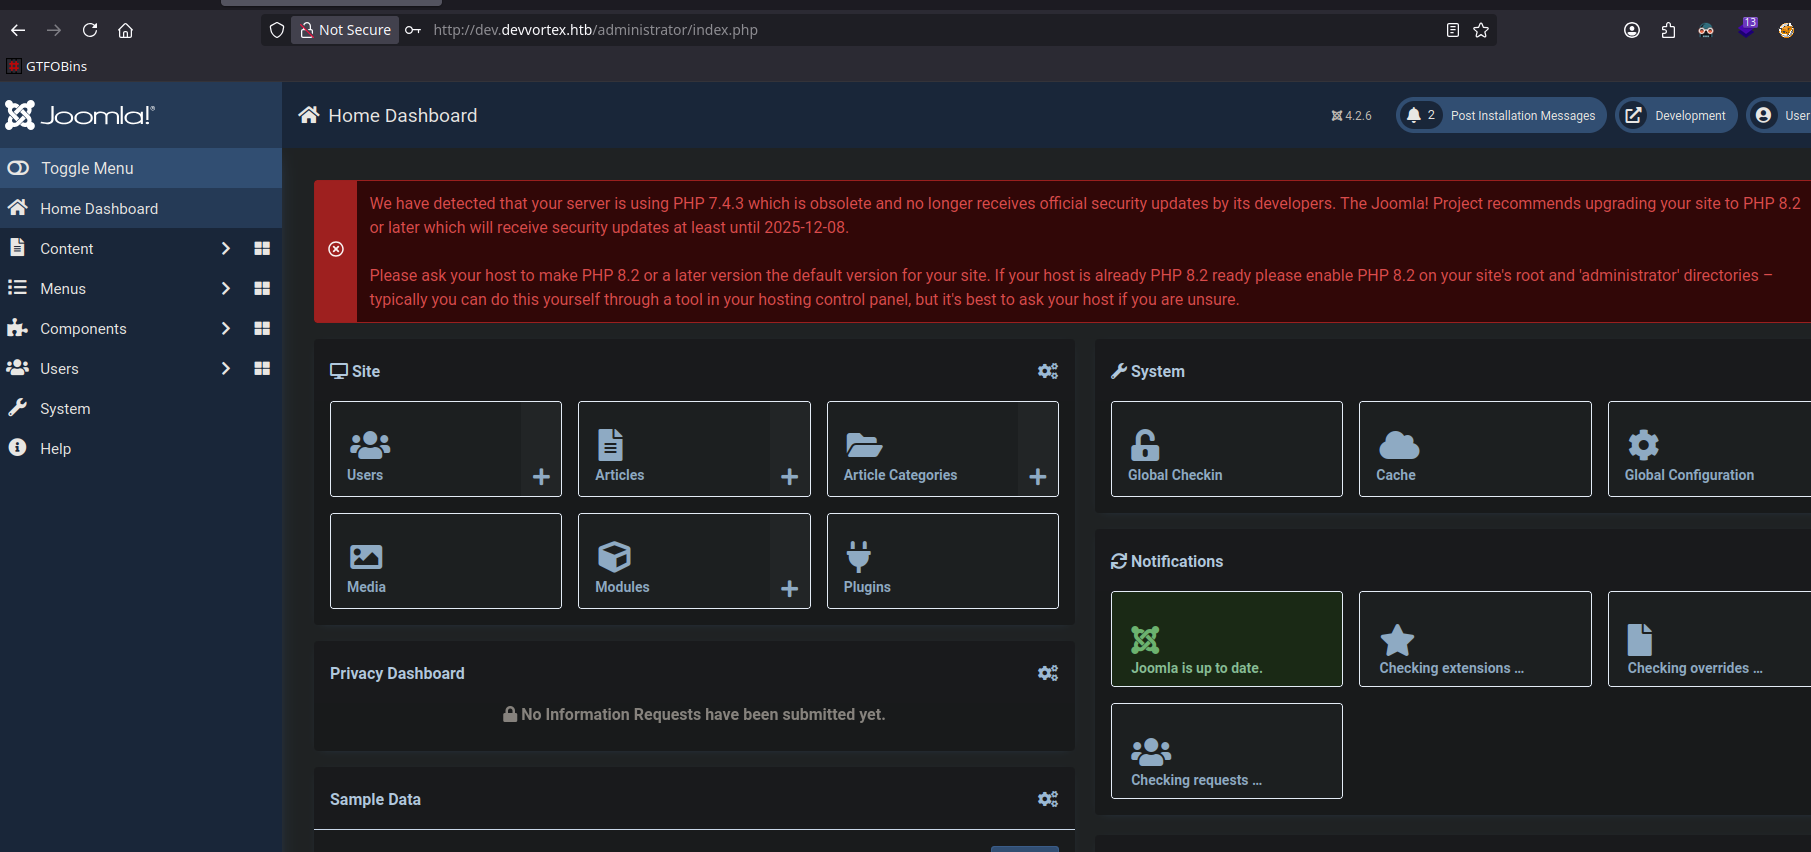 Not Secure
http://dev.devvortex.htb/administrator/index.php
13
GTFOBins
Joomla!®
Home Dashboard
4.2.6
2
Post Installation Messages
Development
User
Toggle Menu
Home Dashboard
Content
Menus
Components
Users
System
Help
We have detected that your server is using PHP 7.4.3 which is obsolete and no longer receives official security updates by its developers. The Joomla! Project recommends upgrading your site to PHP 8.2
or later which will receive security updates at least until 2025-12-08.
Please ask your host to make PHP 8.2 or a later version the default version for your site. If your host is already PHP 8.2 ready please enable PHP 8.2 on your site's root and 'administrator' directories –
typically you can do this yourself through a tool in your hosting control panel, but it's best to ask your host if you are unsure.
Site
Users
Articles
Article Categories
Media
Modules
Plugins
Privacy Dashboard
No Information Requests have been submitted yet.
Sample Data
System
Global Checkin
Cache
Global Configuration
Notifications
Joomla is up to date.
Checking extensions ...
Checking overrides ...
Checking requests ...